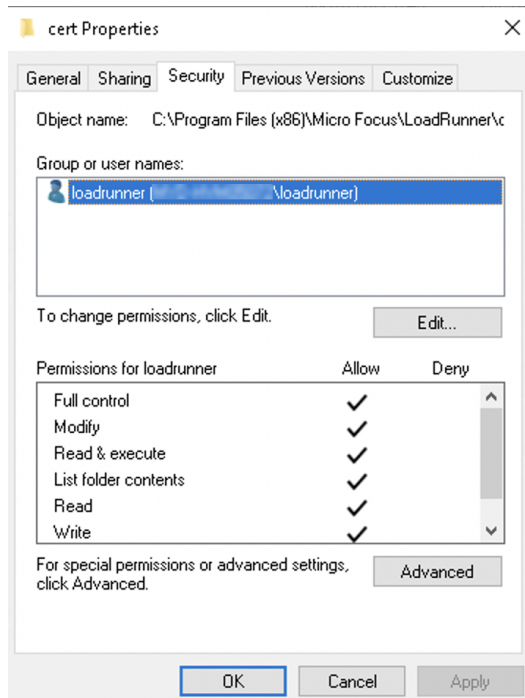 cert Properties
General Sharing Security Previous Versions Customize
Object name: C:\Program Files (x86)\Micro Focus\LoadRunner\c
Group or user names:
loadrunner ( \loadrunner)
To change permissions, click Edit.
Edit...
Permissions for loadrunner Allow Deny
Full control
Modify
Read & execute
List folder contents
Read
Write
For special permissions or advanced settings,
click Advanced.
Advanced
OK Cancel Apply